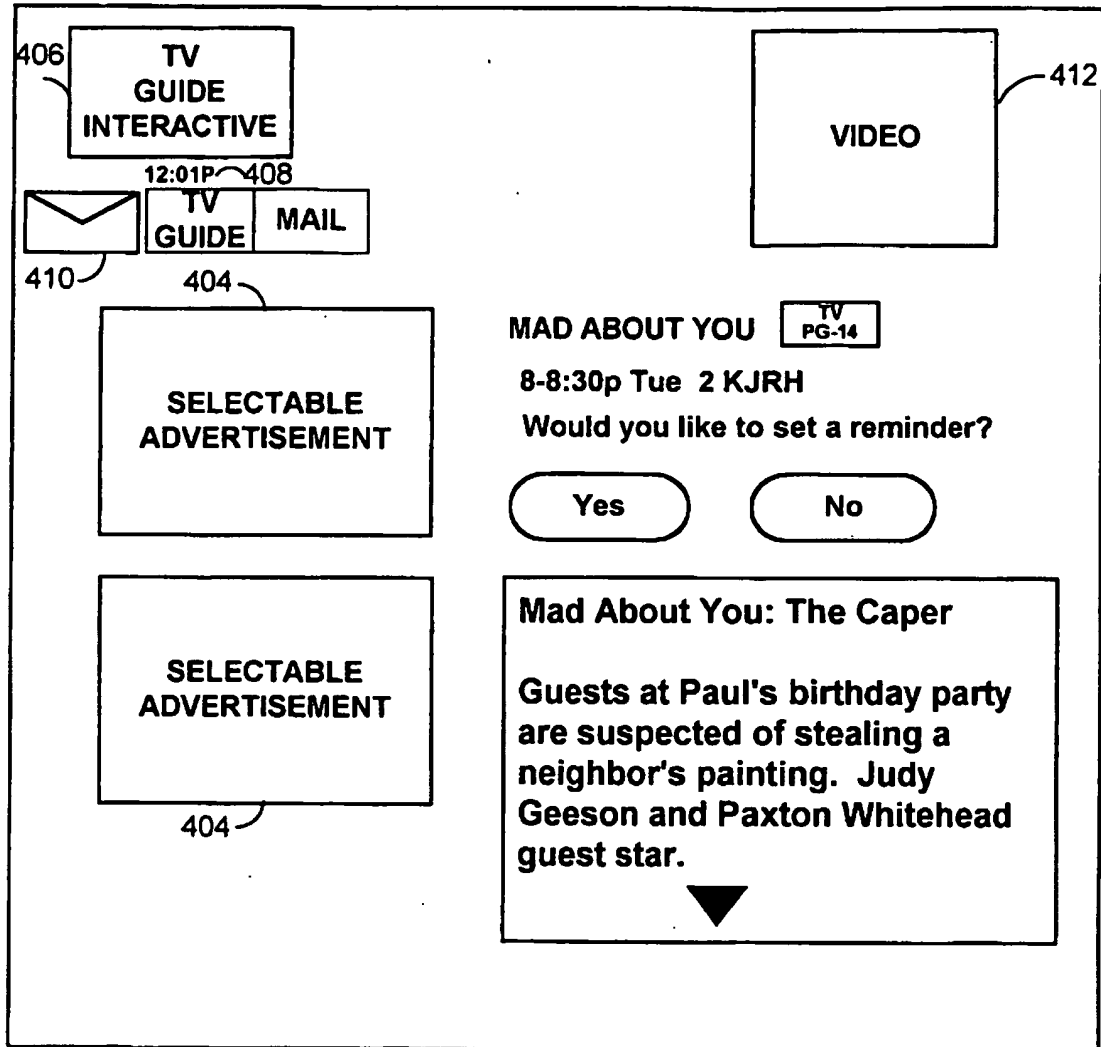 406
TV
GUIDE
INTERACTIVE
12:01P 408
TV
GUIDE
MAIL
410
VIDEO
412
404
SELECTABLE
ADVERTISEMENT
SELECTABLE
ADVERTISEMENT
404
MAD ABOUT YOU
TV
PG-14
8-8:30p Tue 2 KJRH
Would you like to set a reminder?
Yes
No
Mad About You: The Caper
Guests at Paul's birthday party
are suspected of stealing a
neighbor's painting. Judy
Geeson and Paxton Whitehead
guest star.